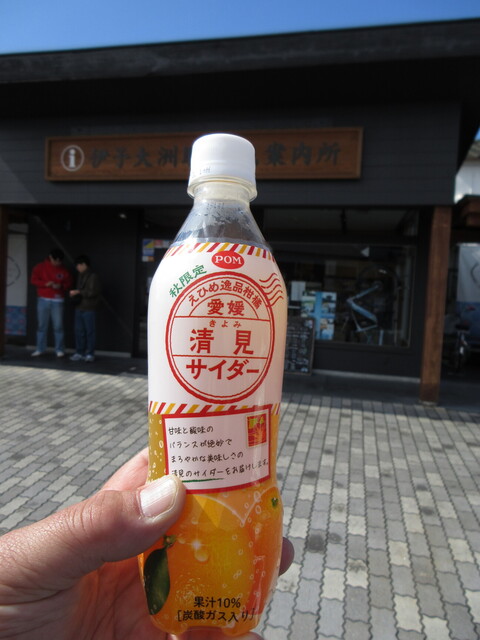 伊予大洲
案内所
秋限定
POM
えひめ逸品柑橘
愛媛
きよみ
清見
サイダー
甘味と酸味の
バランスが絶妙で
まろやかな美味しさの
清見のサイダーをお届けします。
果汁10%
[炭酸ガス入り]